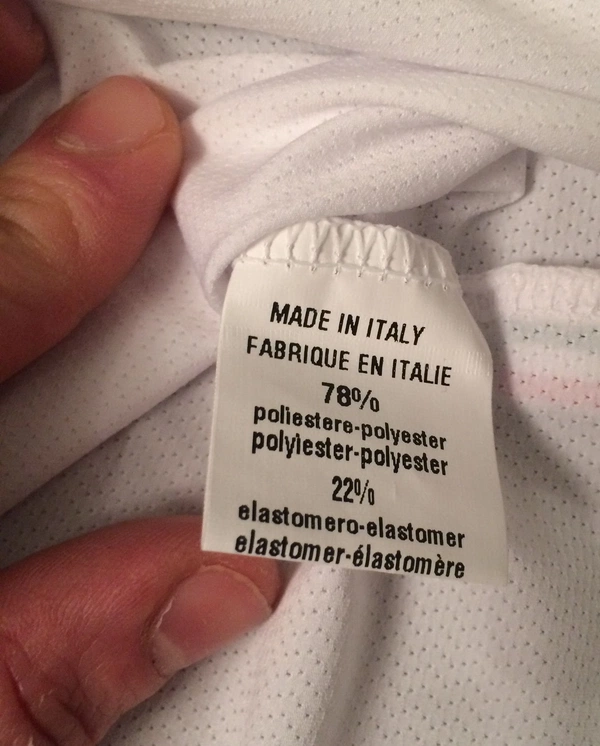 MADE IN ITALY
FABRIQUE EN ITALIE
78%
poliestere-polyester
polyiester-polyester
22%
elastomero-elastomer
elastomer-élastomère